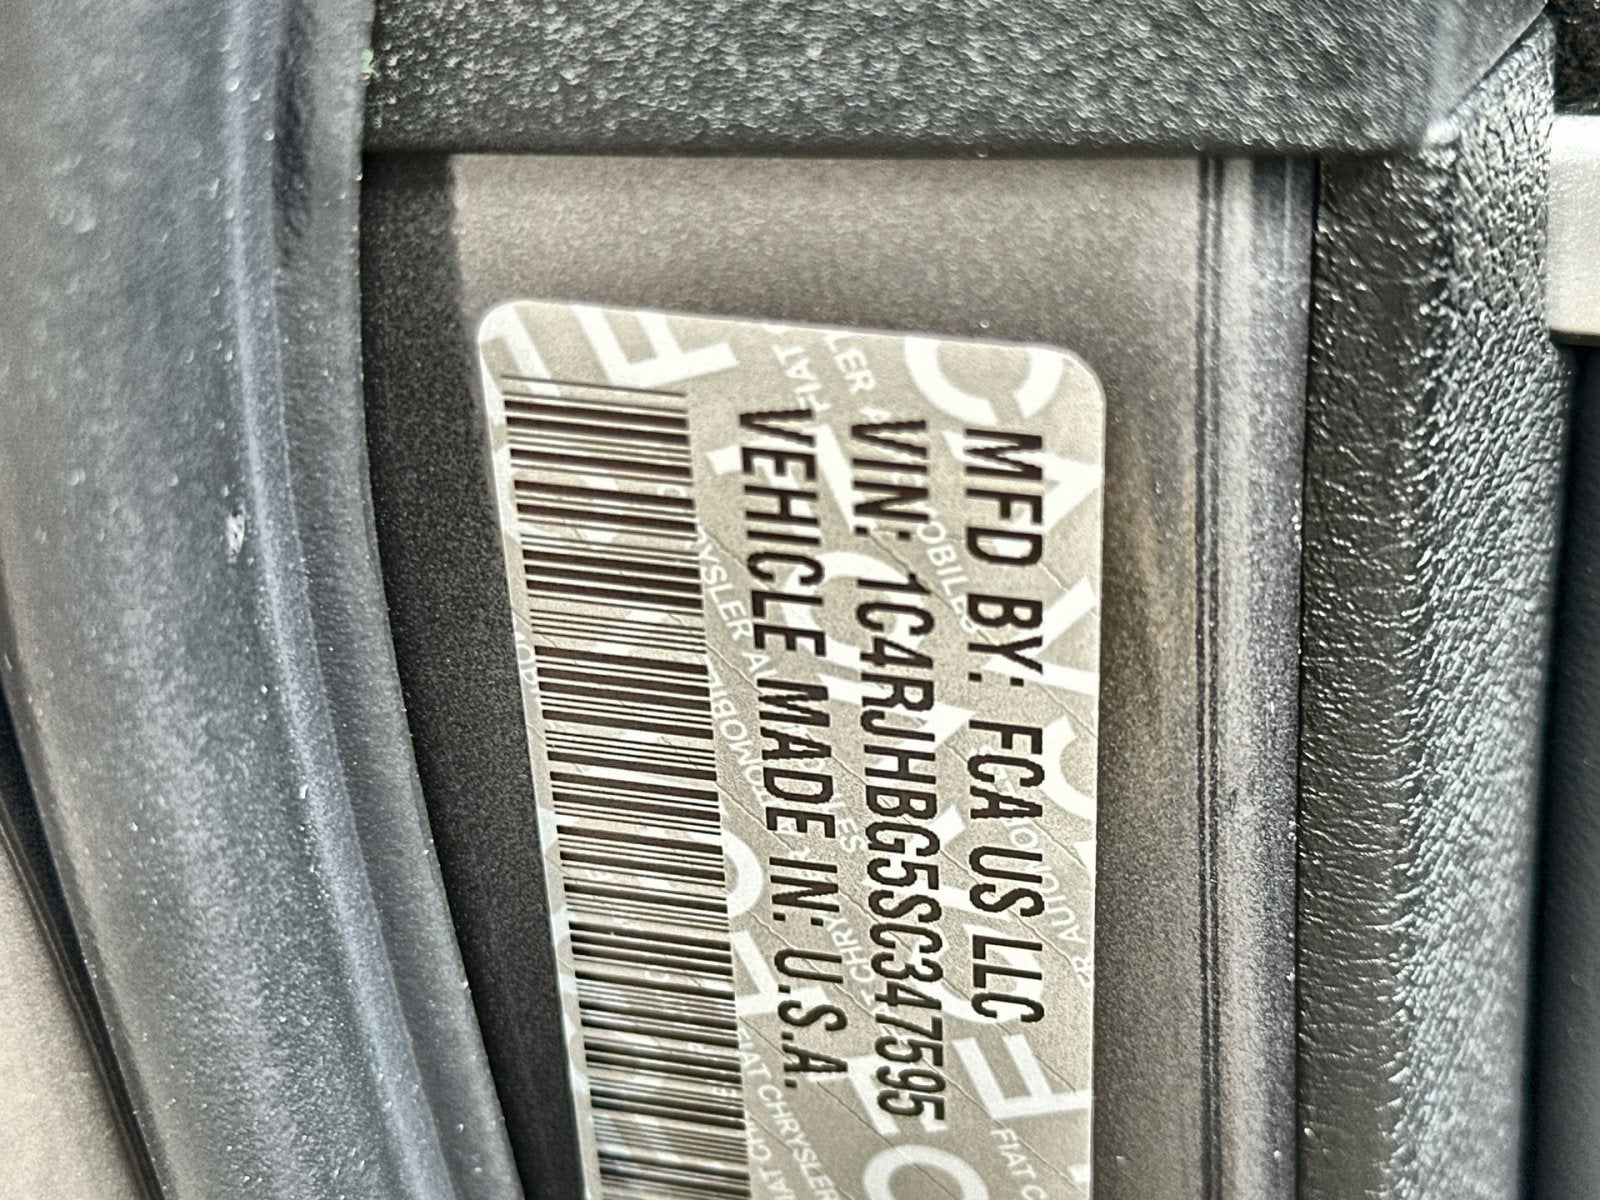 MFD BY: FCA US LLC
VIN: 1C4RJHBG5SC347595
VEHICLE MADE IN: U.S.A.